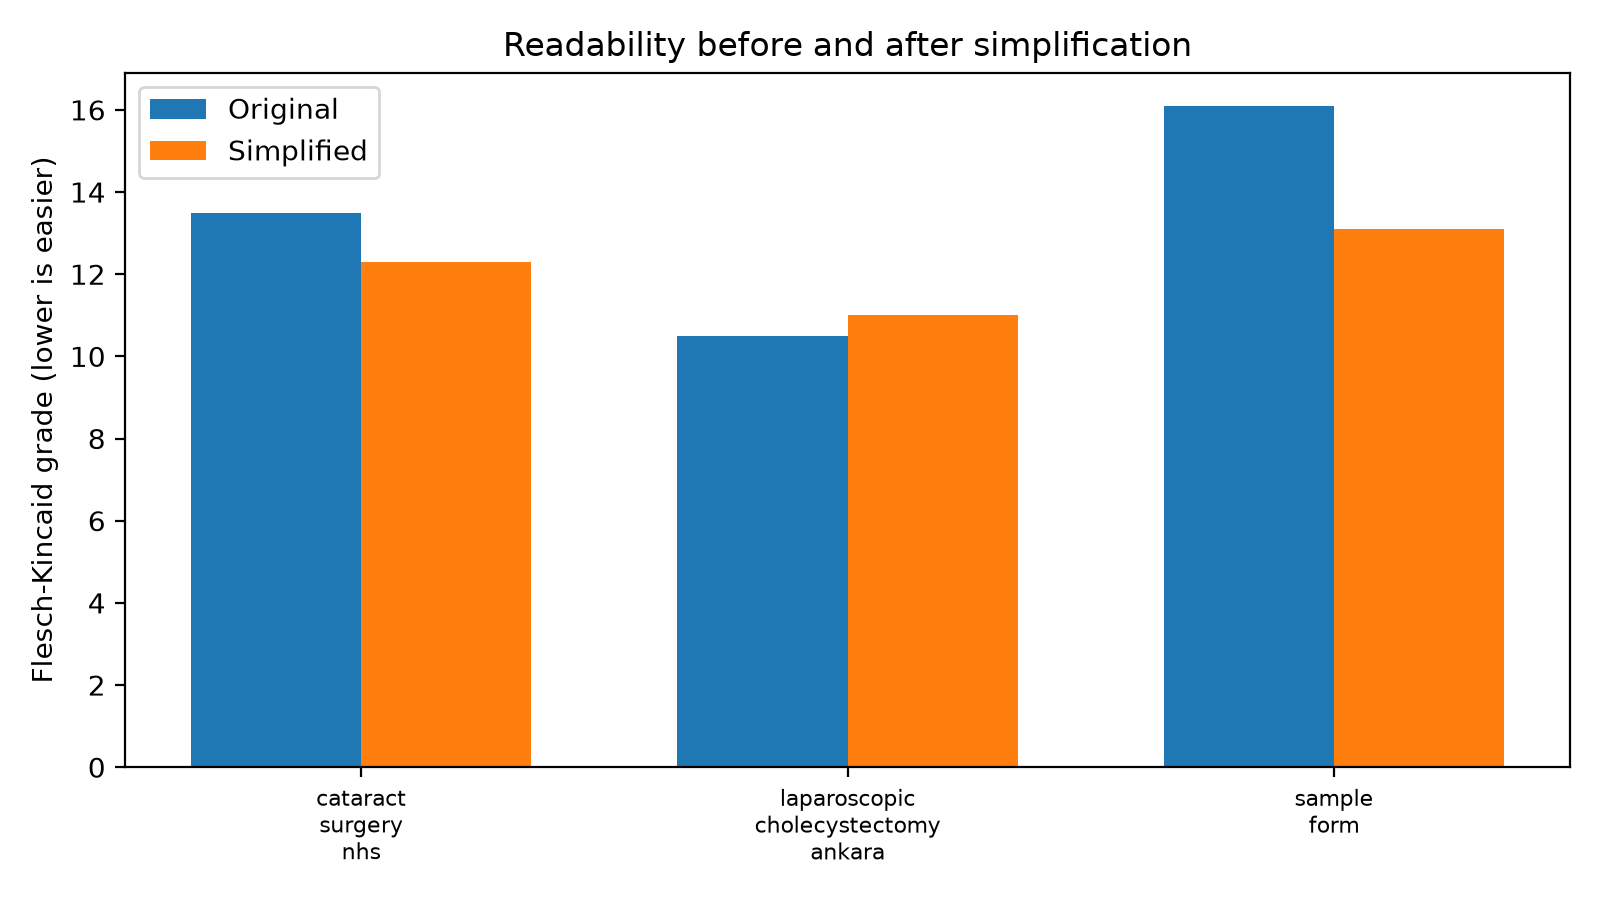 Readability before and after simplification
Original
Simplified
Flesch-Kincaid grade (lower is easier)
16
14
12
10
8
6
4
2
0
cataract
surgery
nhs
laparoscopic
cholecystectomy
ankara
sample
form